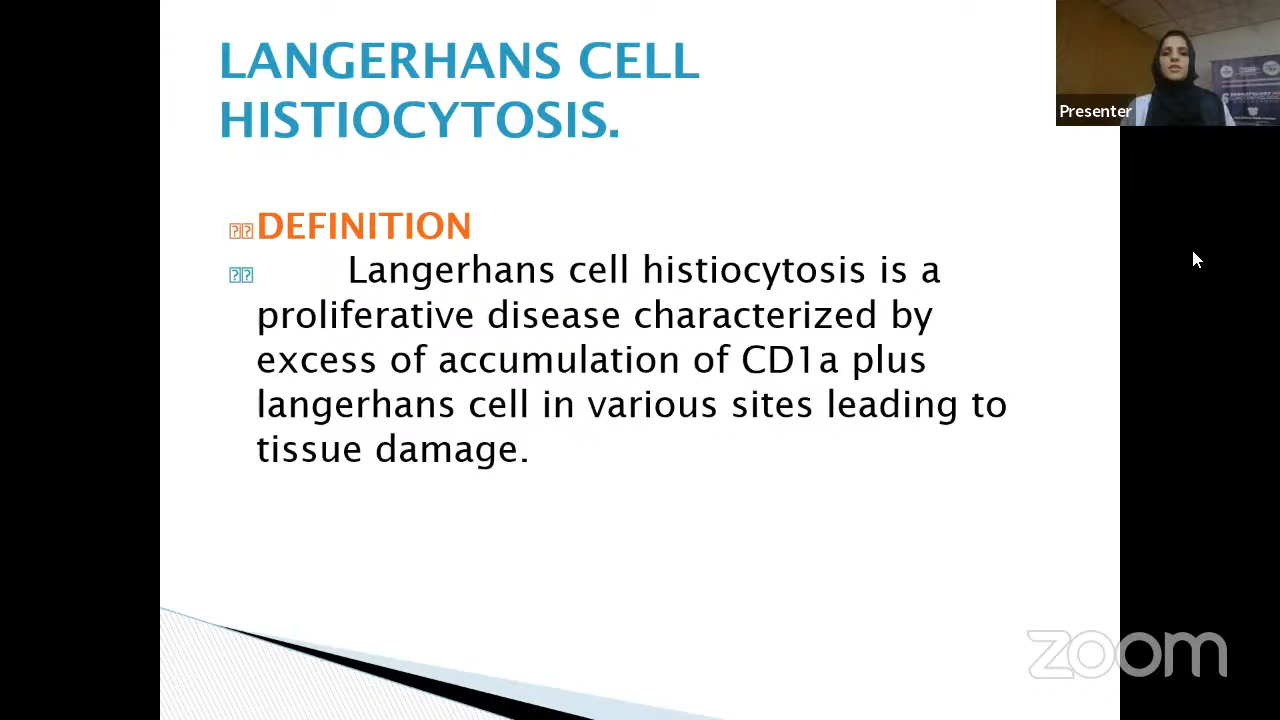 LANGERHANS CELL
HISTIOCYTOSIS.
DEFINITION
Langerhans cell histiocytosis is a
proliferative disease characterized by
excess of accumulation of CD1a plus
langerhans cell in various sites leading to
tissue damage.
Presenter
zoom